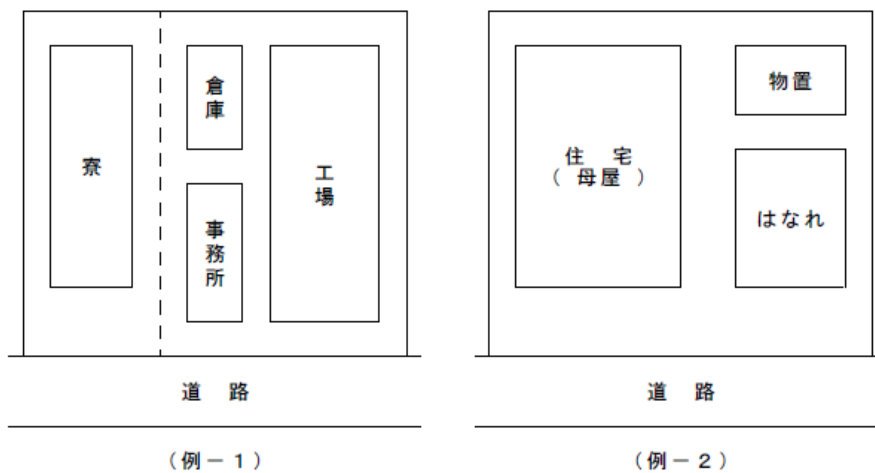 寮
倉庫
事務所
工場
道 路
(例-1)
住 宅
(母屋)
物置
はなれ
道 路
(例-2)